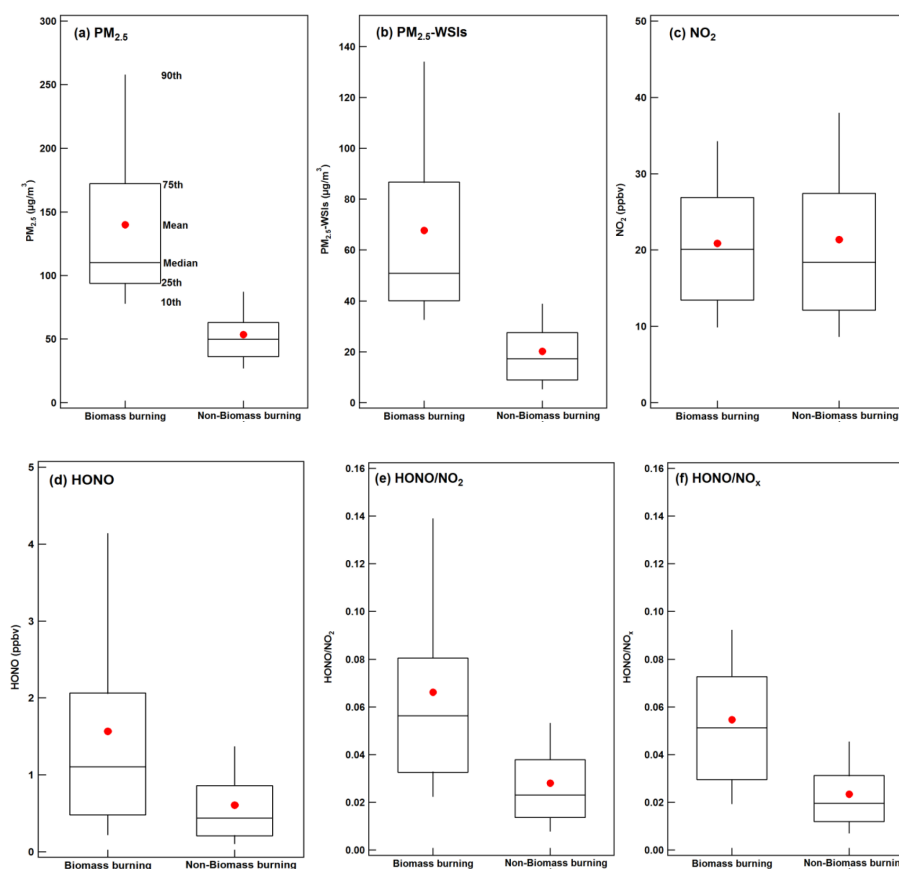 (a) PM2.5
300
250
200
150
100
50
0
PM2.5 (μg/m3)
90th
75th
Mean
Median
25th
10th
Biomass burning Non-Biomass burning
(b) PM2.5-WSIs
140
120
100
80
60
40
20
0
PM2.5-WSIs (μg/m3)
Biomass burning Non-Biomass burning
(c) NO2
50
40
30
20
10
0
NO2 (ppbv)
Biomass burning Non-Biomass burning
(d) HONO
5
4
3
2
1
0
HONO (ppbv)
Biomass burning Non-Biomass burning
(e) HONO/NO2
0.16
0.14
0.12
0.10
0.08
0.06
0.04
0.02
0.00
HONO/NO2
Biomass burning Non-Biomass burning
(f) HONO/NOx
0.16
0.14
0.12
0.10
0.08
0.06
0.04
0.02
0.00
HONO/NOx
Biomass burning Non-Biomass burning